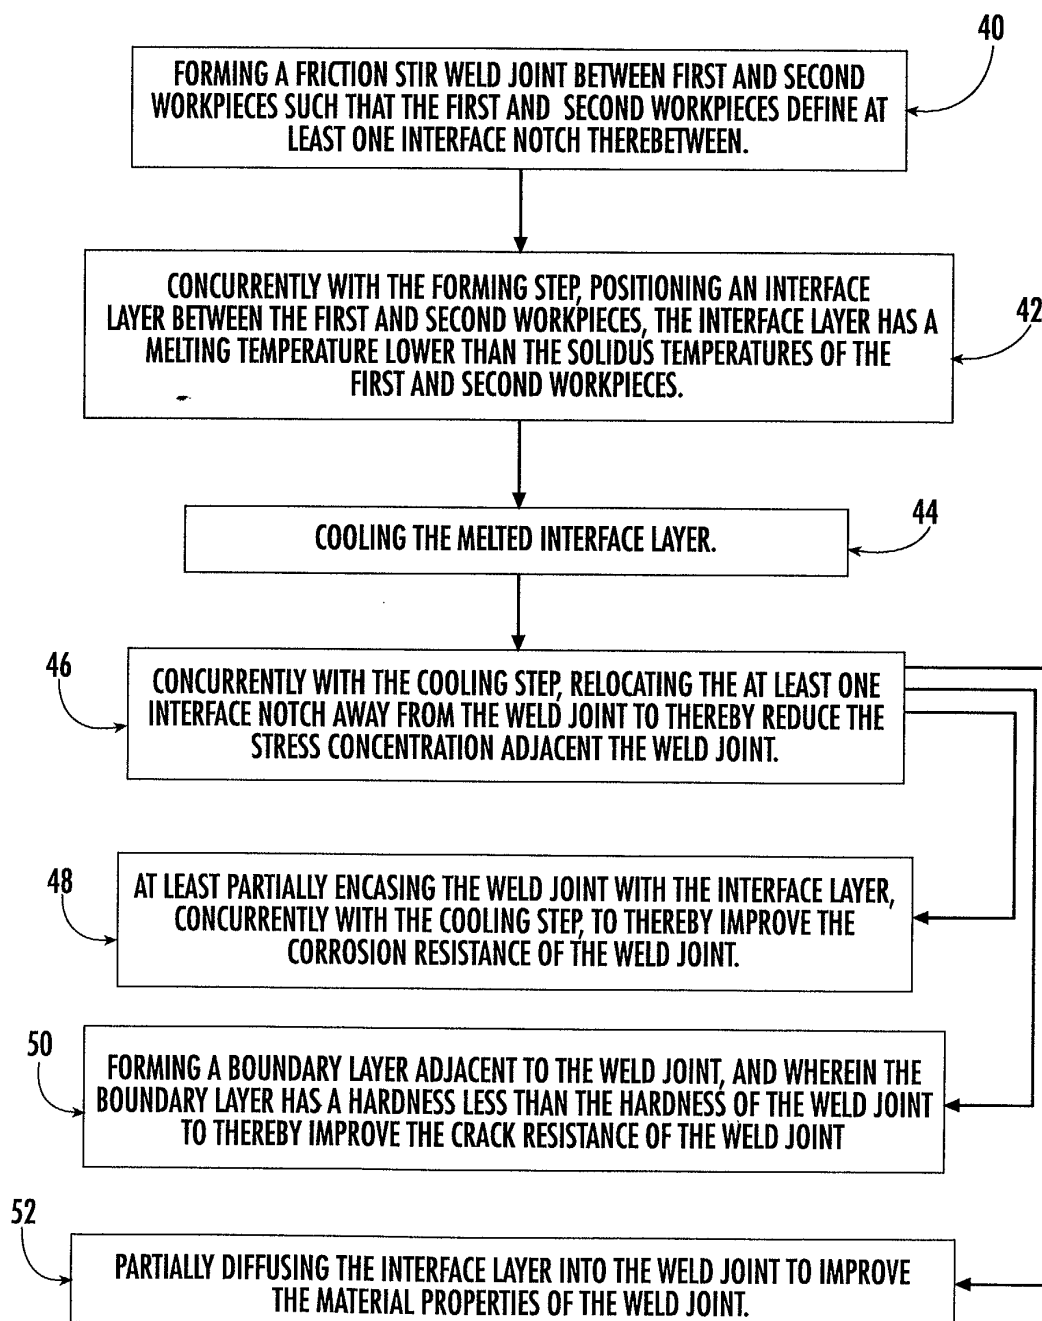 40
FORMING A FRICTION STIR WELD JOINT BETWEEN FIRST AND SECOND
WORKPIECES SUCH THAT THE FIRST AND SECOND WORKPIECES DEFINE AT
LEAST ONE INTERFACE NOTCH THEREBETWEEN.
CONCURRENTLY WITH THE FORMING STEP, POSITIONING AN INTERFACE
LAYER BETWEEN THE FIRST AND SECOND WORKPIECES, THE INTERFACE LAYER HAS A
MELTING TEMPERATURE LOWER THAN THE SOLIDUS TEMPERATURES OF THE
FIRST AND SECOND WORKPIECES.
42
COOLING THE MELTED INTERFACE LAYER.
44
46
CONCURRENTLY WITH THE COOLING STEP, RELOCATING THE AT LEAST ONE
INTERFACE NOTCH AWAY FROM THE WELD JOINT TO THEREBY REDUCE THE
STRESS CONCENTRATION ADJACENT THE WELD JOINT.
48
AT LEAST PARTIALLY ENCASING THE WELD JOINT WITH THE INTERFACE LAYER,
CONCURRENTLY WITH THE COOLING STEP, TO THEREBY IMPROVE THE
CORROSION RESISTANCE OF THE WELD JOINT.
50
FORMING A BOUNDARY LAYER ADJACENT TO THE WELD JOINT, AND WHEREIN THE
BOUNDARY LAYER HAS A HARDNESS LESS THAN THE HARDNESS OF THE WELD JOINT
TO THEREBY IMPROVE THE CRACK RESISTANCE OF THE WELD JOINT
52
PARTIALLY DIFFUSING THE INTERFACE LAYER INTO THE WELD JOINT TO IMPROVE
THE MATERIAL PROPERTIES OF THE WELD JOINT.